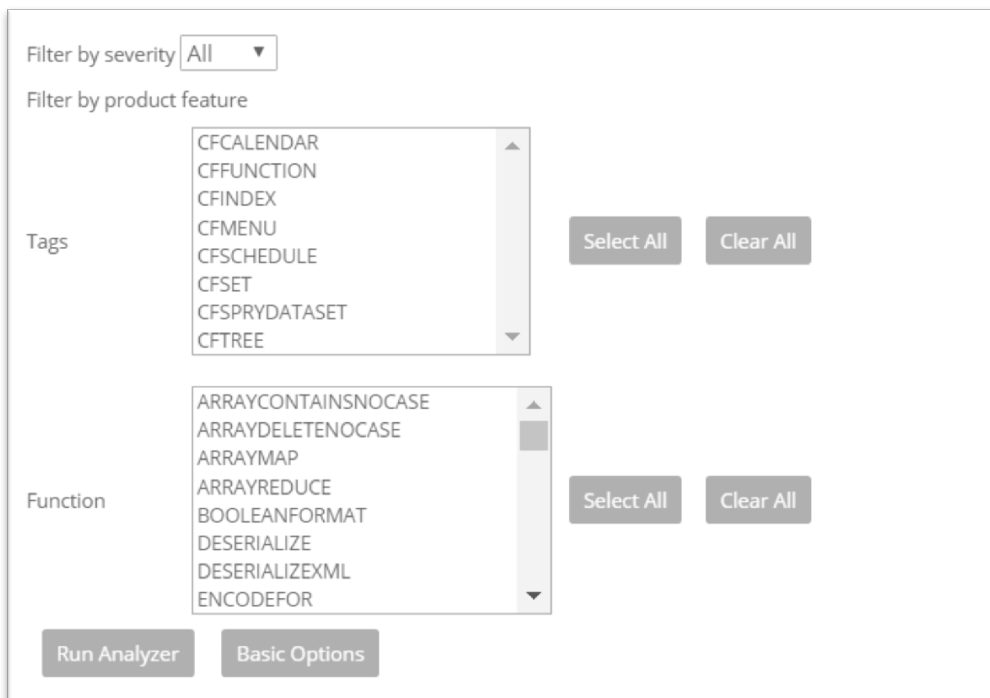 Filter by severity All
Filter by product feature
Tags
CFCALENDAR
CFFUNCTION
CFINDEX
CFMENU
CFSCHEDULE
CFSET
CFSPRYDATASET
CFTREE
Select All Clear All
Function
ARRAYCONTAINSNOCASE
ARRAYDELETENOCASE
ARRAYMAP
ARRAYREDUCE
BOOLEANFORMAT
DESERIALIZE
DESERIALIZEXML
ENCODEFOR
Select All Clear All
Run Analyzer Basic Options